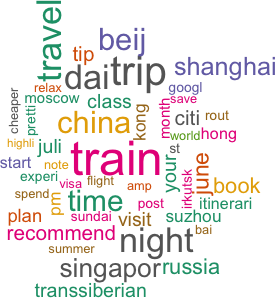 travel
beij
tip
dai
trip
shanghai
relax
googl
cheaper
moscow
class
month
save
pretti
kong
citi
rout
china
world
hong
highli
juli
train
st
start
note
your
experi
visa
flight
amp
irkutsk
june
book
spend
pm
time
post
itinerari
plan
sundai
visit
suzhou
recommend
night
bai
summer
singapor
russia
transsiberian